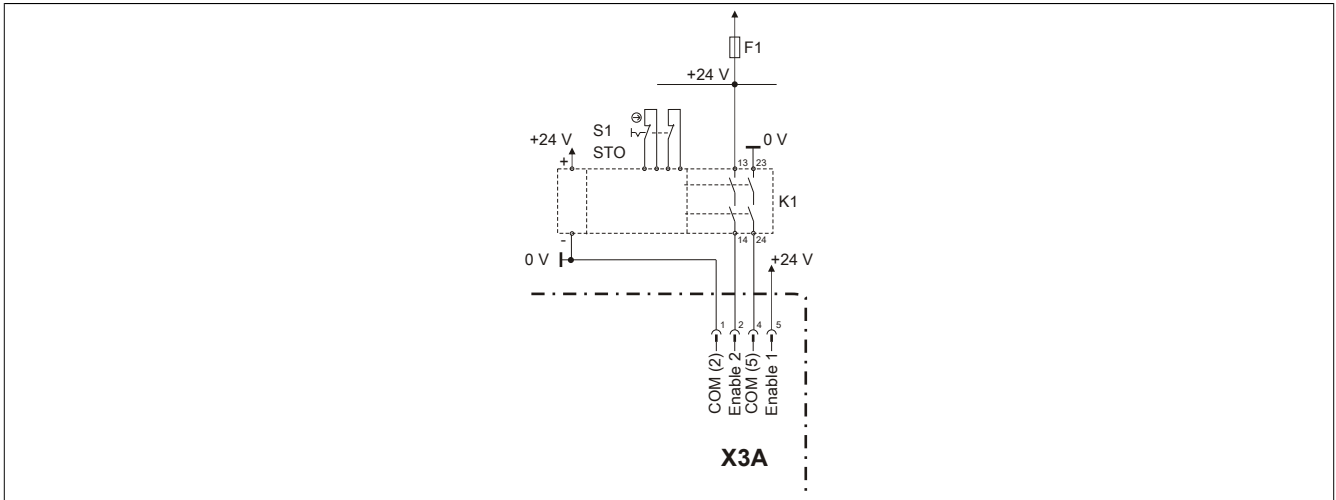 F1
+24 V
S1
STO
+24 V
0 V
+
13 23
K1
-
14 24
0 V
+24 V
1 2 4 5
COM (2)
Enable 2
COM (5)
Enable 1
X3A